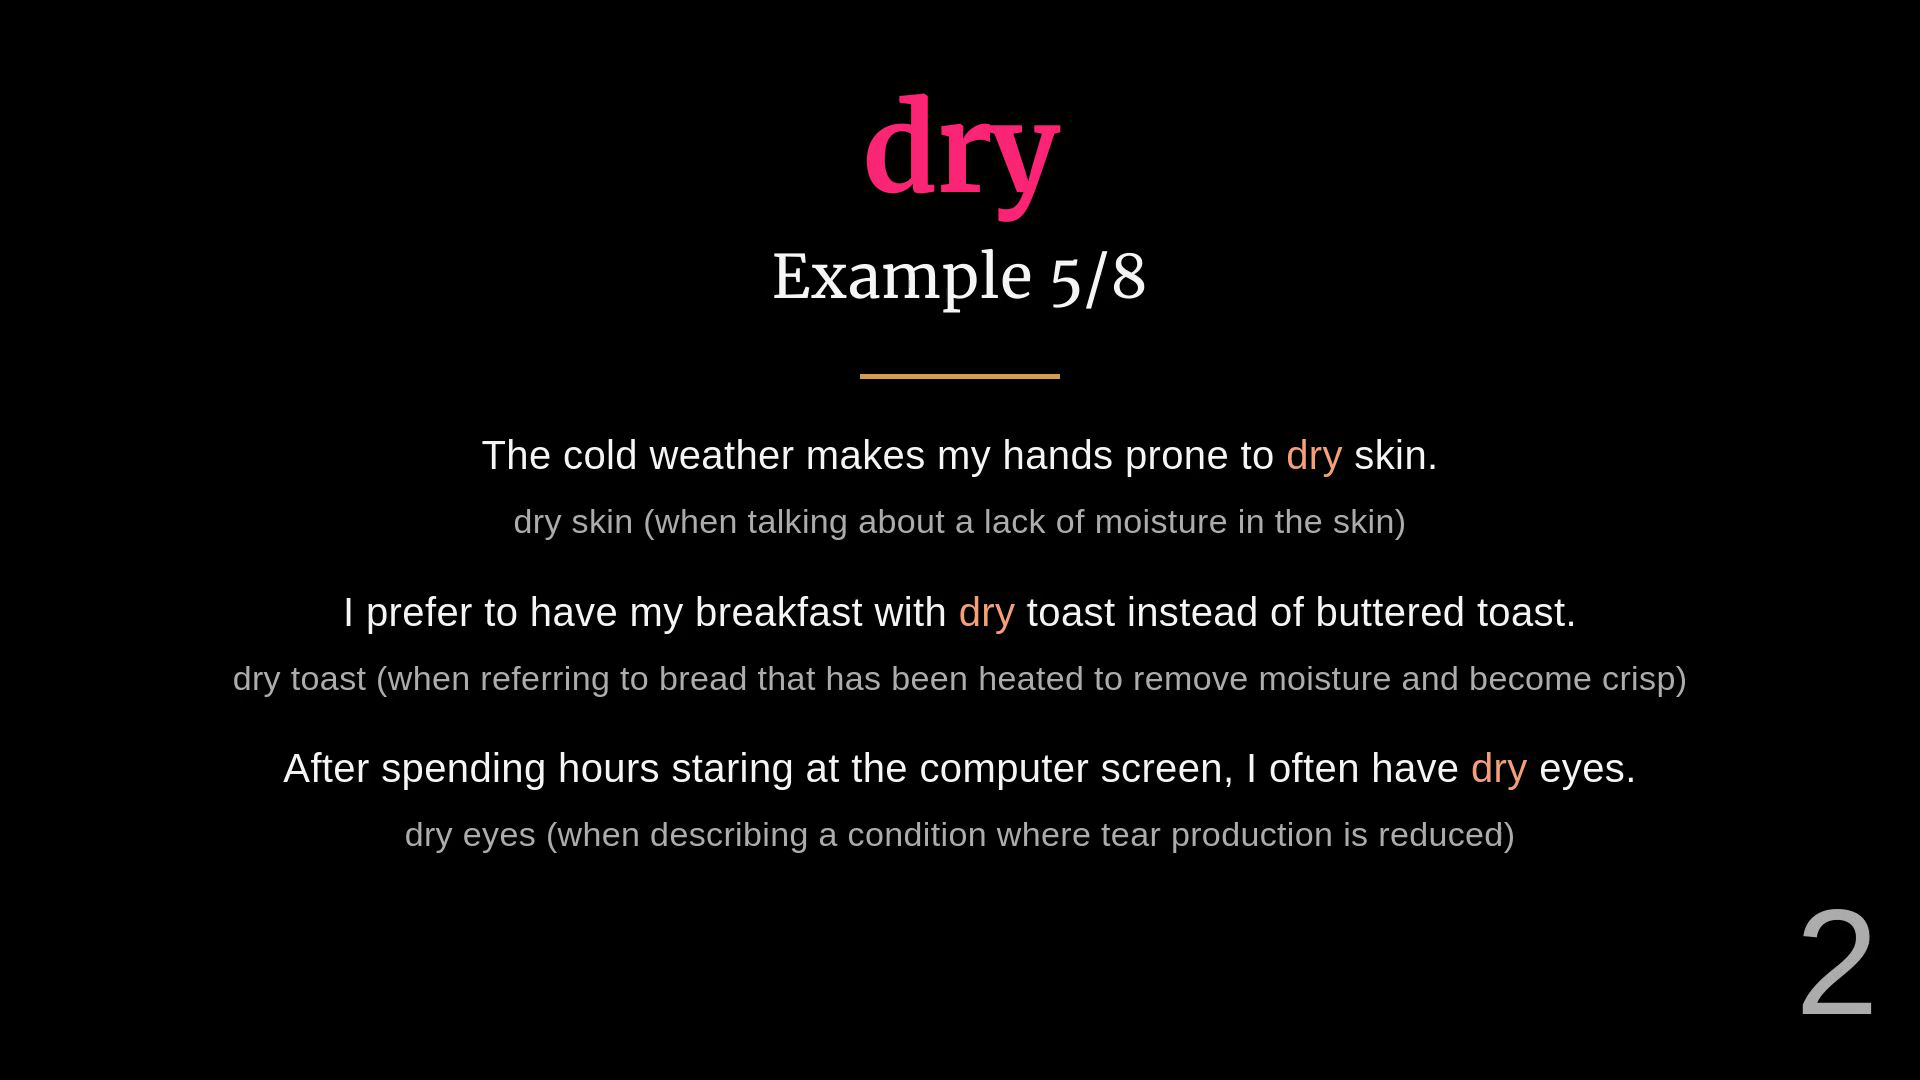 dry
Example 5/8
The cold weather makes my hands prone to dry skin.
dry skin (when talking about a lack of moisture in the skin)
I prefer to have my breakfast with dry toast instead of buttered toast.
dry toast (when referring to bread that has been heated to remove moisture and become crisp)
After spending hours staring at the computer screen, I often have dry eyes.
dry eyes (when describing a condition where tear production is reduced)
2